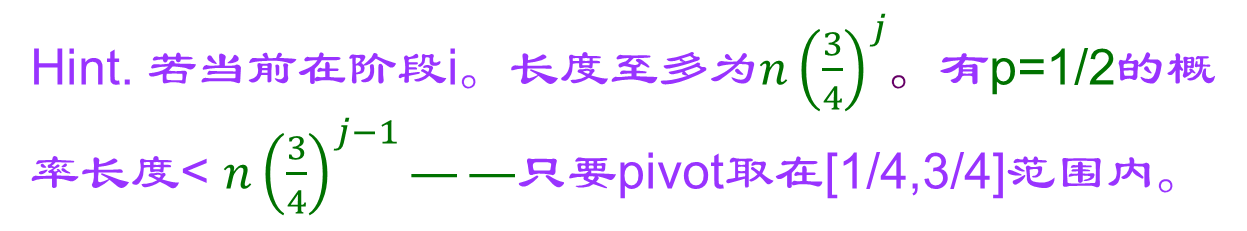 Hint. 若当前在阶段i。长度至多为n(3/4)^j。有p=1/2的概
率长度< n(3/4)^{j-1} — —只要pivot取在[1/4,3/4]范围内。